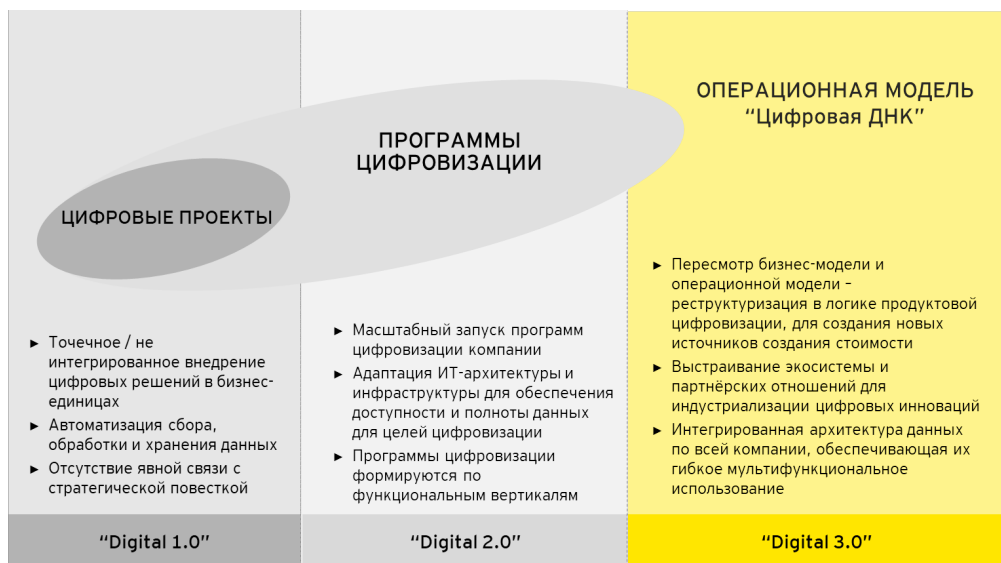 ЦИФРОВЫЕ ПРОЕКТЫ
► Точечное / не
интегрированное внедрение
цифровых решений в бизнес-
единицах
► Автоматизация сбора,
обработки и хранения данных
► Отсутствие явной связи с
стратегической повесткой
“Digital 1.0”
ПРОГРАММЫ
ЦИФРОВИЗАЦИИ
► Масштабный запуск программ
цифровизации компании
► Адаптация ИТ-архитектуры и
инфраструктуры для обеспечения
доступности и полноты данных
для целей цифровизации
► Программы цифровизации
формируются по
функциональным вертикалям
“Digital 2.0”
ОПЕРАЦИОННАЯ МОДЕЛЬ
“Цифровая ДНК”
► Пересмотр бизнес-модели и
операционной модели –
реструктуризация в логике продуктовой
цифровизации, для создания новых
источников создания стоимости
► Выстраивание экосистемы и
партнёрских отношений для
индустриализации цифровых инноваций
► Интегрированная архитектура данных
по всей компании, обеспечивающая их
гибкое мультифункциональное
использование
“Digital 3.0”